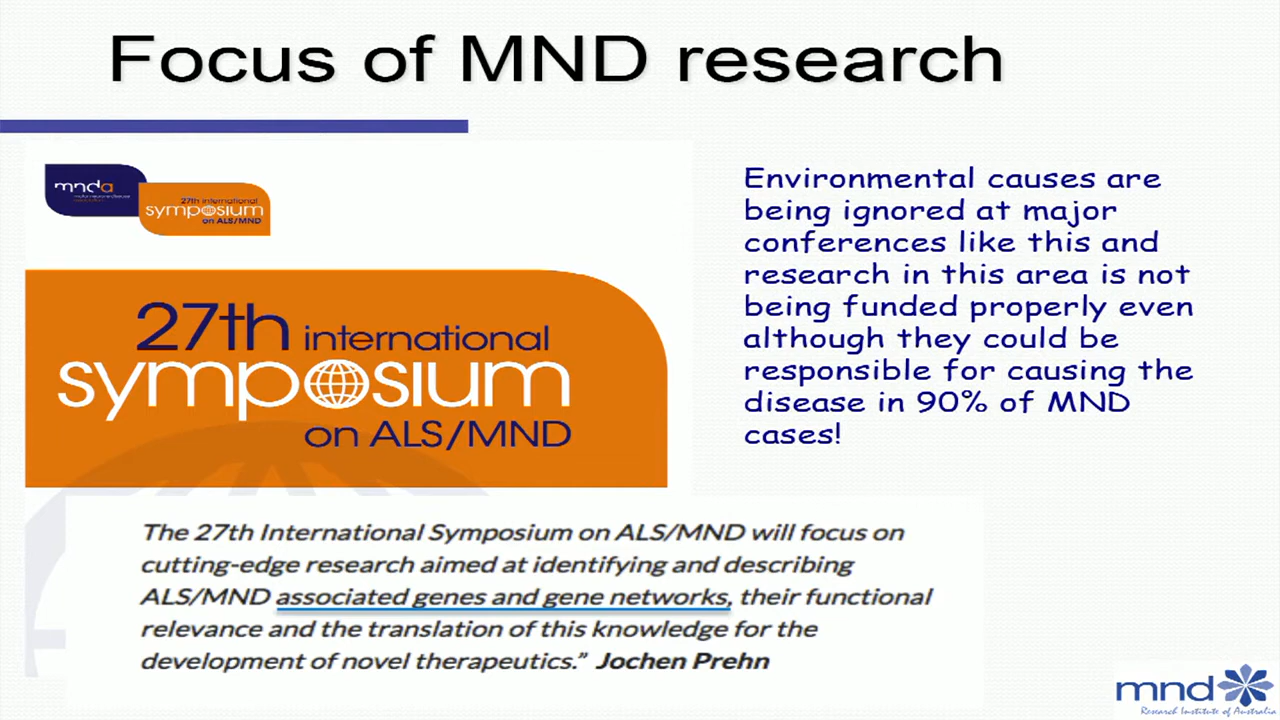 Focus of MND research
mnda
27th international
symposium
on ALS/MND
27th international
symposium
on ALS/MND
Environmental causes are
being ignored at major
conferences like this and
research in this area is not
being funded properly even
although they could be
responsible for causing the
disease in 90% of MND
cases!
The 27th International Symposium on ALS/MND will focus on
cutting-edge research aimed at identifying and describing
ALS/MND associated genes and gene networks, their functional
relevance and the translation of this knowledge for the
development of novel therapeutics.” Jochen Prehn
mnd
Research Institute of Australia